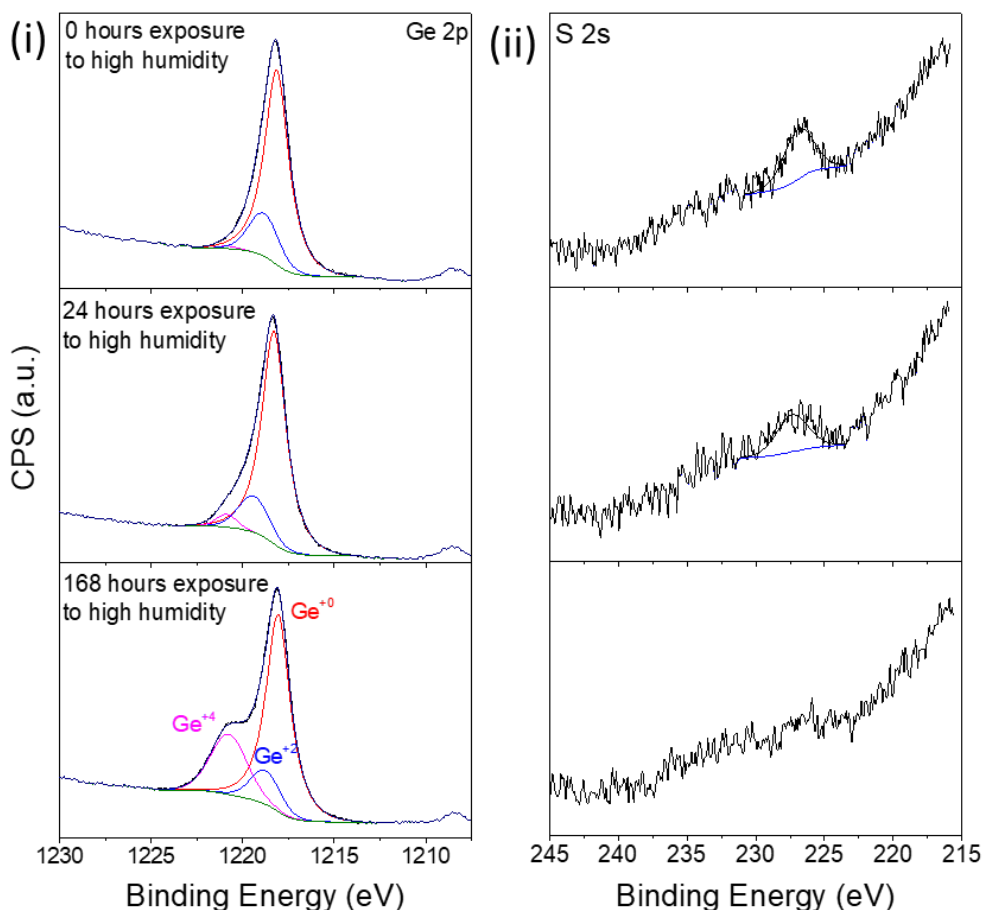 (i)
0 hours exposure
to high humidity
Ge 2p
(ii)
S 2s
24 hours exposure
to high humidity
CPS (a.u.)
168 hours exposure
to high humidity
Ge+0
Ge+4
Ge+2
1230 1225 1220 1215 1210
245 240 235 230 225 220 215
Binding Energy (eV)
Binding Energy (eV)